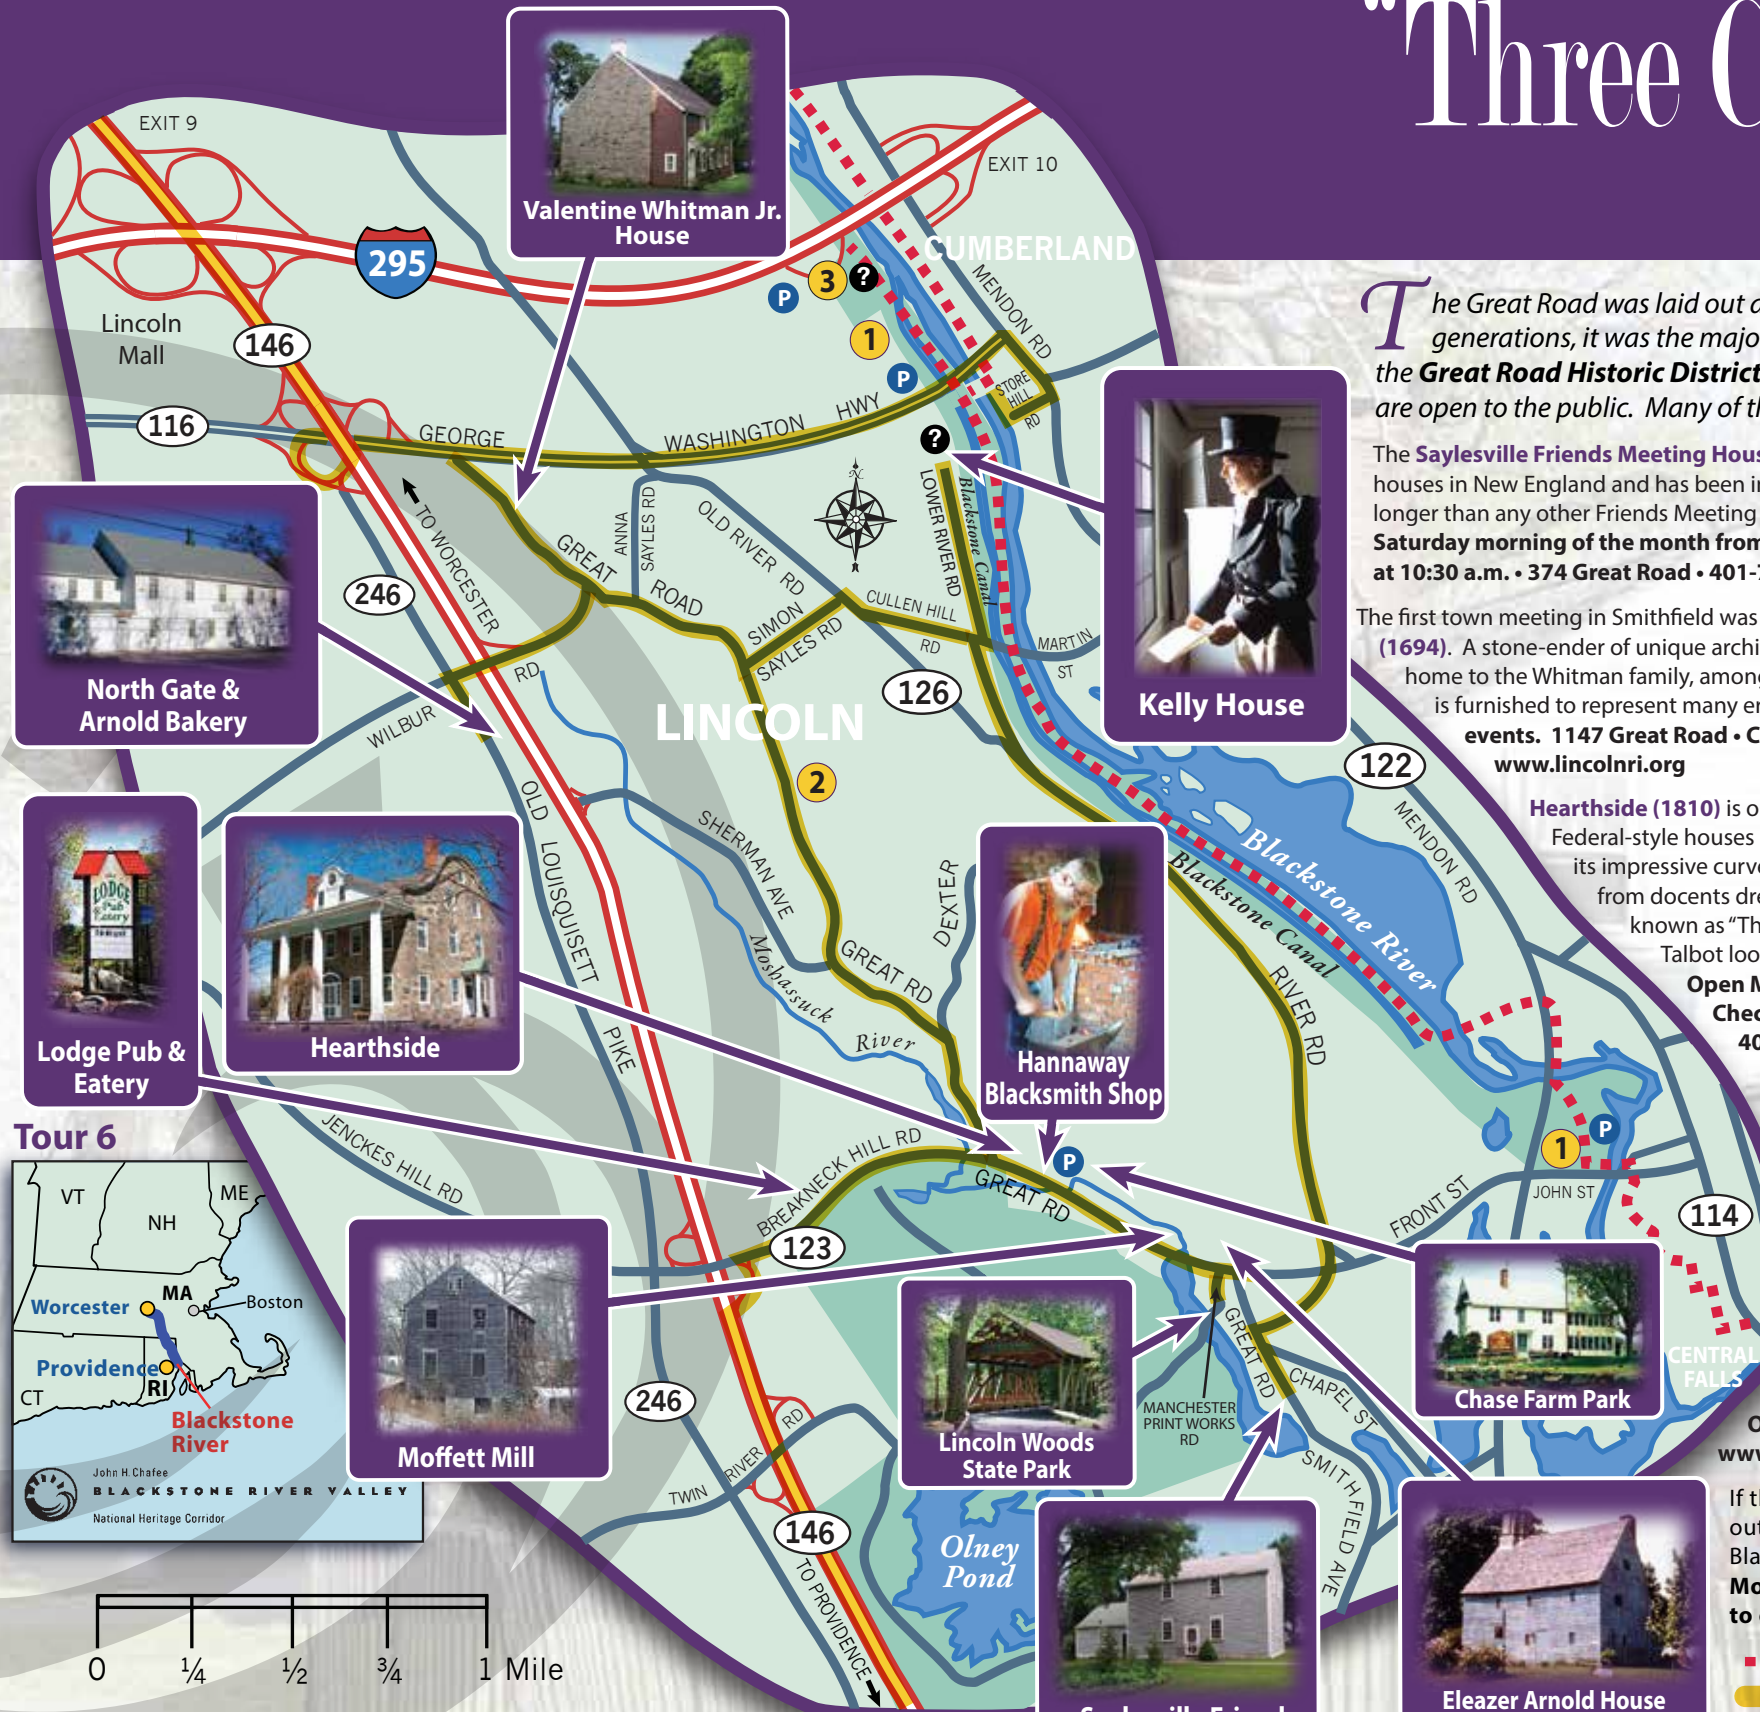 "Three
EXIT 9
EXIT 10
Valentine Whitman Jr.
House
295
CUMBERLAND
MENDON RD
3
?
P
1
P
Lincoln
Mall
146
116
GEORGE
WASHINGTON
HWY
STORE
HILL
RD
?
TO WORCESTER
GREAT
ROAD
ANNA
SAYLES RD
OLD RIVER RD
N
LOWER RIVER RD
Blackstone Canal
SIMON
SAYLES RD
CULLEN HILL
RD
MARTIN
ST
246
126
RD
WILBUR
LINCOLN
2
North Gate &
Arnold Bakery
Kelly House
122
MENDON RD
OLD
LOUISQUISETT
PIKE
SHERMAN AVE
Moshassuck
River
GREAT RD
DEXTER
Blackstone River
Blackstone Canal
RIVER RD
LODGE
Pub
Eatery
Lodge Pub &
Eatery
Hearthside
Hannaway
Blacksmith Shop
JENCKES HILL RD
BREAKNECK HILL RD
GREAT RD
P
123
1
P
JOHN ST
FRONT ST
114
Moffett Mill
Lincoln Woods
State Park
MANCHESTER
PRINT WORKS
RD
GREAT RD
CHAPEL ST
SMITHFIELD AVE
Chase Farm Park
CENTRAL
FALLS
246
TWIN
RIVER
RD
146
TO PROVIDENCE
Olney
Pond
Eleazer Arnold House
Tour 6
VT
ME
NH
MA
Worcester
Boston
Providence
RI
CT
Blackstone
River
John H. Chafee
BLACKSTONE RIVER VALLEY
National Heritage Corridor
0 ¼ ½ ¾ 1 Mile
The Great Road was laid out
generations, it was the
the Great Road Historic District
are open to the public. Many of
The Saylesville Friends Meeting
houses in New England and has been
longer than any other Friends Meeting
Saturday morning of the month from
at 10:30 a.m. • 374 Great Road •
The first town meeting in Smithfield was
(1694). A stone-ender of unique
home to the Whitman family,
is furnished to represent many
events. 1147 Great Road •
www.lincolnri.org
Hearthside (1810) is
Federal-style houses
its impressive
from docents
known as
Talbot
Open
If
out
to